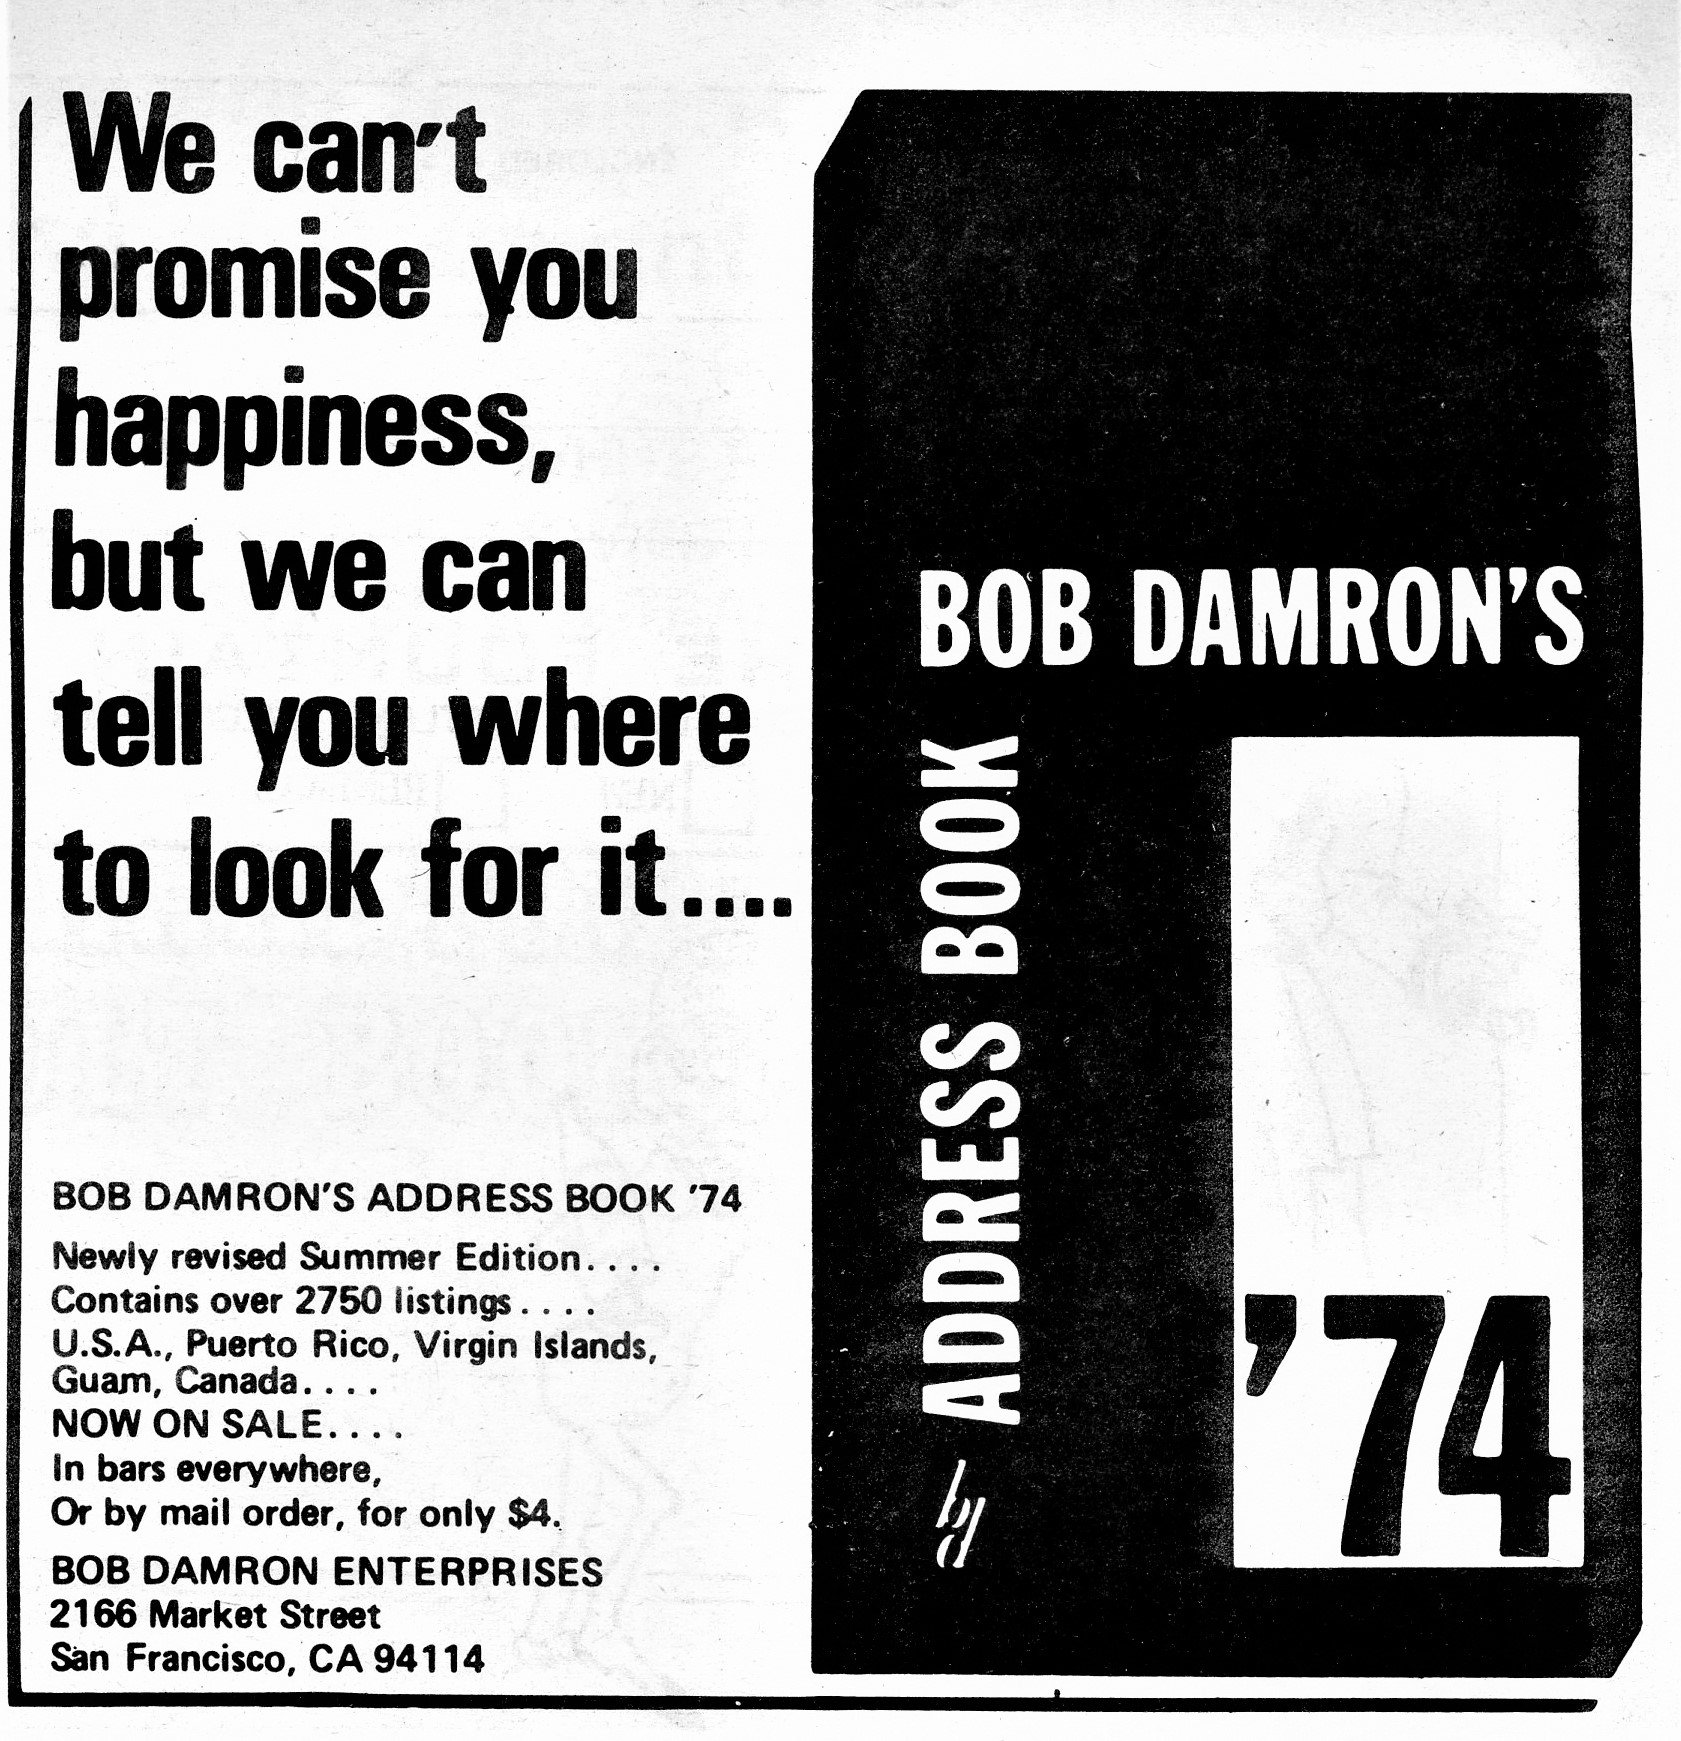 We can't
promise you
happiness,
but we can
tell you where
to look for it....
BOB DAMRON'S ADDRESS BOOK '74
Newly revised Summer Edition....
Contains over 2750 listings....
U.S.A., Puerto Rico, Virgin Islands,
Guam, Canada....
NOW ON SALE....
In bars everywhere,
Or by mail order, for only $4.
BOB DAMRON ENTERPRISES
2166 Market Street
San Francisco, CA 94114
BOB DAMRON'S
ADDRESS BOOK
'74
bd